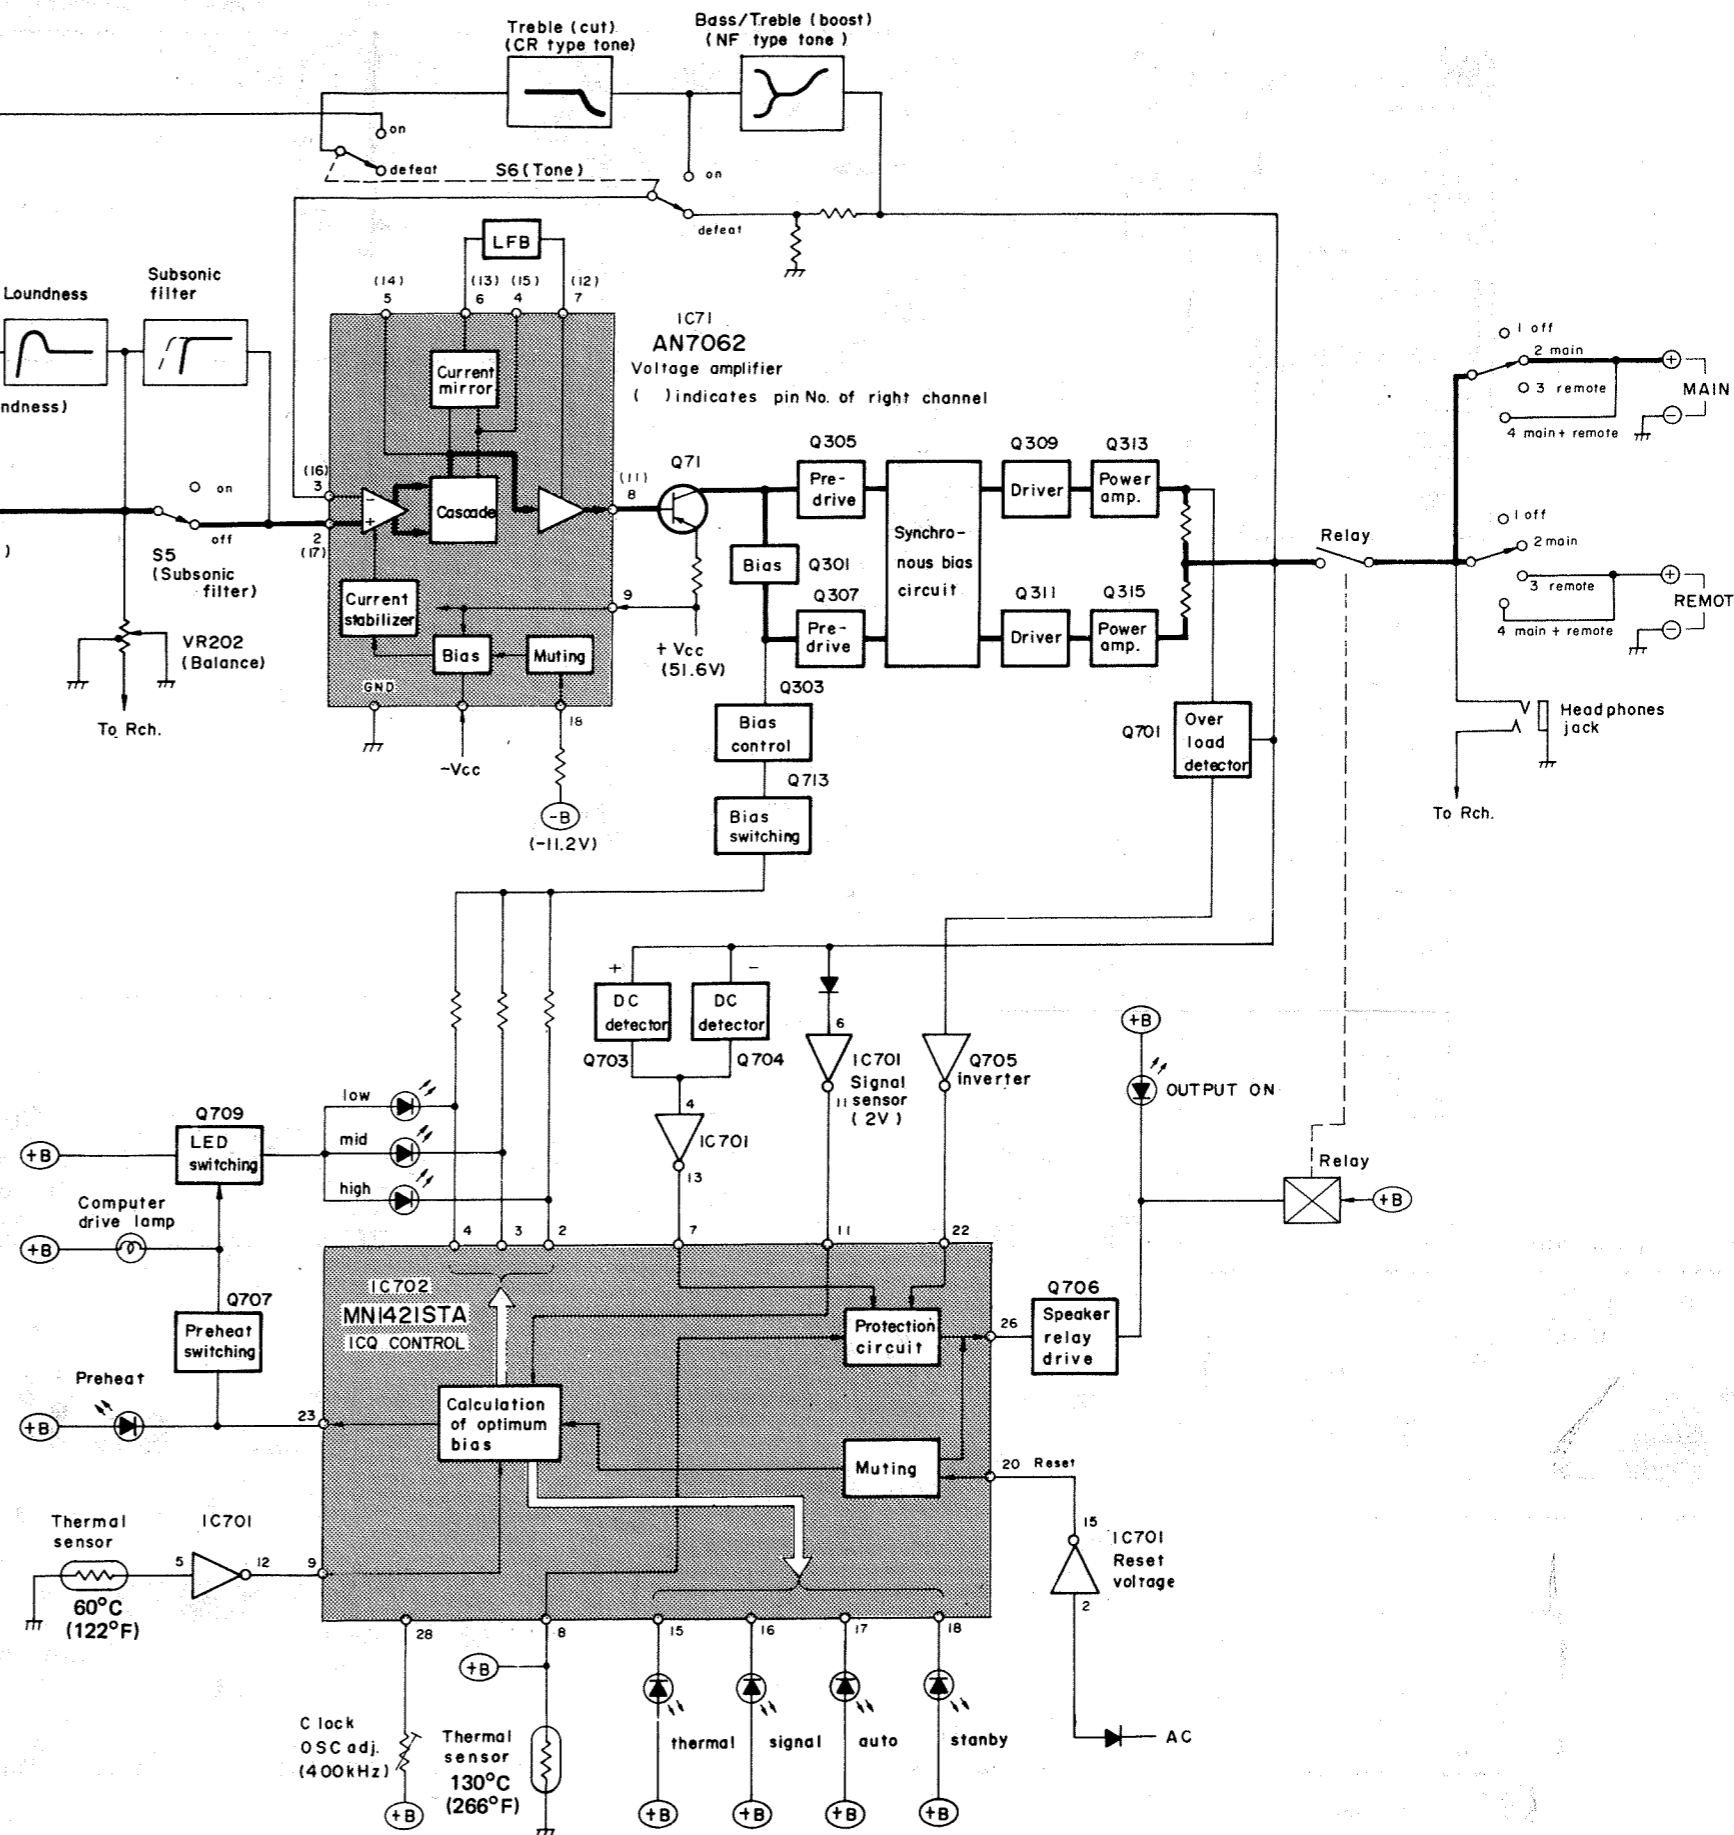 Treble (cut)
(CR type tone)
Bass/Treble (boost)
(NF type tone)
on
defeat
S6 (Tone)
on
defeat
LFB
Loundness
Subsonic
filter
(14)
5
(13)
6
(15)
4
(12)
7
IC71
AN7062
Voltage amplifier
( ) indicates pin No. of right channel
Current
mirror
ndness)
(16)
3
on
off
S5
(Subsonic
filter)
2
(17)
-
+
Cascade
(11)
8
Q71
Q305
Pre-
drive
Q309
Driver
Q313
Power
amp.
Synchro-
nous bias
circuit
Bias
Q301
Q307
Pre-
drive
Q311
Driver
Q315
Power
amp.
Relay
1 off
2 main
3 remote
4 main + remote
+
-
MAIN
1 off
2 main
3 remote
4 main + remote
+
-
REMOT
)
VR202
(Balance)
To Rch.
Current
stabilizer
Bias
Muting
9
+Vcc
(51.6V)
GND
18
-Vcc
-B
(-11.2V)
Q303
Bias
control
Q713
Bias
switching
Q701
Over
load
detector
Headphones
jack
To Rch.
+
DC
detector
Q703
-
DC
detector
Q704
6
IC701
Signal
sensor
(2V)
11
Q705
inverter
4
IC701
13
+B
OUTPUT ON
Relay
+B
low
mid
high
Q709
LED
switching
+B
Computer
drive lamp
+B
Q707
Preheat
switching
Preheat
+B
4
3
2
7
11
22
IC702
MN1421STA
ICQ CONTROL
Protection
circuit
26
Q706
Speaker
relay
drive
Calculation
of optimum
bias
23
Muting
20 Reset
Thermal
sensor
60°C
(122°F)
IC701
5
12
9
15
IC701
Reset
voltage
2
AC
28
8
15
16
17
18
+B
Clock
OSC adj.
(400kHz)
+B
Thermal
sensor
130°C
(266°F)
thermal
signal
auto
stanby
+B
+B
+B
+B